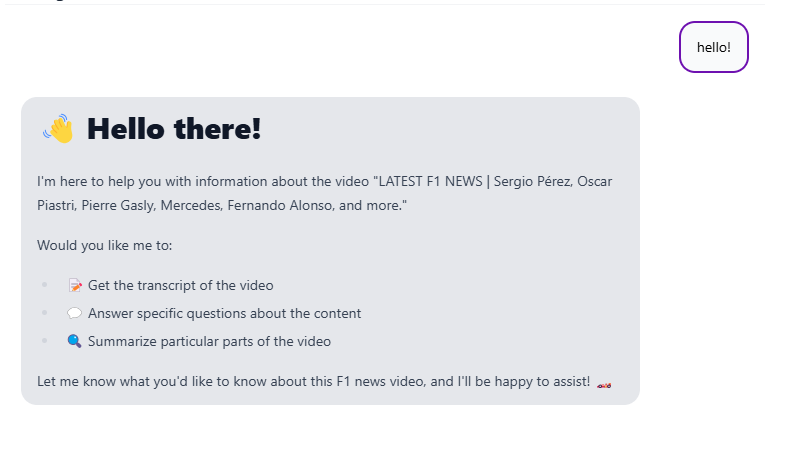 hello!
👋 Hello there!
I'm here to help you with information about the video "LATEST F1 NEWS | Sergio Pérez, Oscar
Piastri, Pierre Gasly, Mercedes, Fernando Alonso, and more."
Would you like me to:
📝 Get the transcript of the video
💬 Answer specific questions about the content
🔍 Summarize particular parts of the video
Let me know what you'd like to know about this F1 news video, and I'll be happy to assist! 🏎️